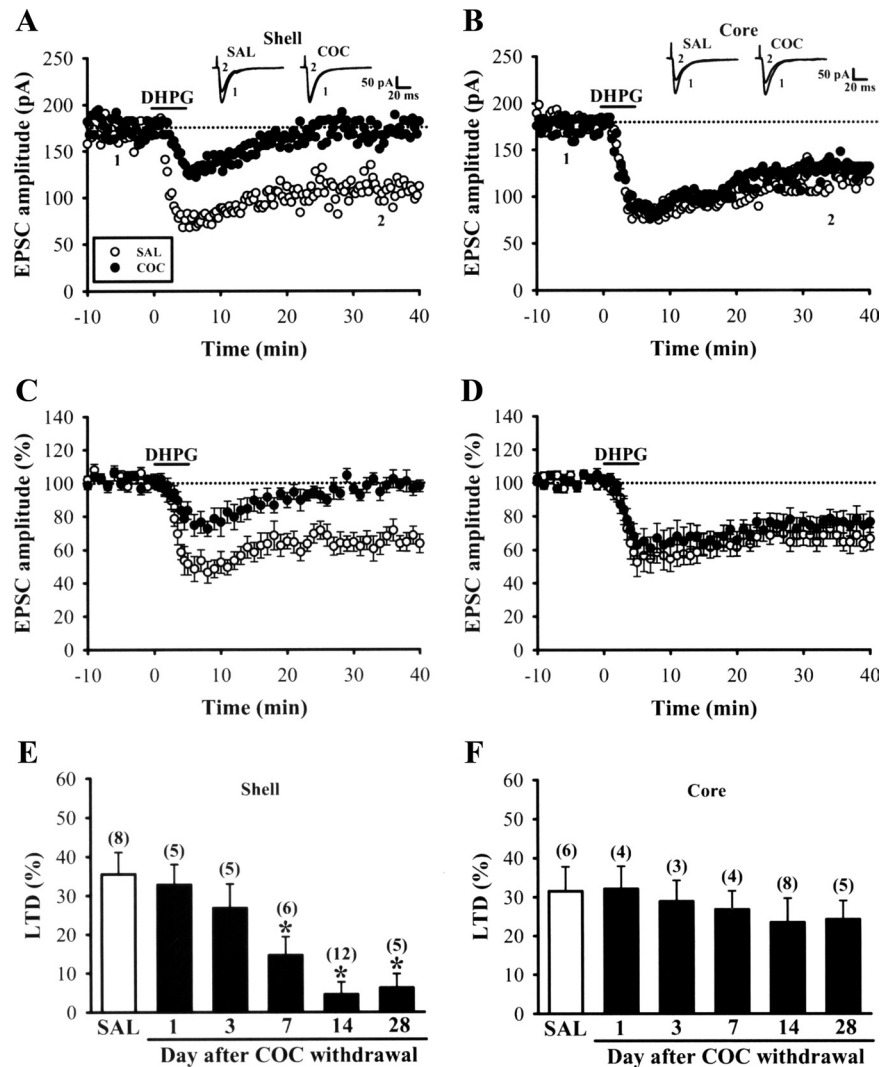 A
Shell
SAL
COC
2
1
2
1
50 pA
20 ms
DHPG
250
200
150
100
50
0
EPSC amplitude (pA)
1
2
SAL
COC
-10
0
10
20
30
40
Time (min)
B
Core
SAL
COC
2
1
2
1
50 pA
20 ms
DHPG
250
200
150
100
50
0
EPSC amplitude (pA)
1
2
-10
0
10
20
30
40
Time (min)
C
DHPG
140
120
100
80
60
40
20
0
EPSC amplitude (%)
-10
0
10
20
30
40
Time (min)
D
DHPG
140
120
100
80
60
40
20
0
EPSC amplitude (%)
-10
0
10
20
30
40
Time (min)
E
Shell
60
50
40
30
20
10
0
LTD (%)
(8)
(5)
(5)
(6)
*
(12)
*
(5)
*
SAL
1
3
7
14
28
Day after COC withdrawal
F
Core
60
50
40
30
20
10
0
LTD (%)
(6)
(4)
(3)
(4)
(8)
(5)
SAL
1
3
7
14
28
Day after COC withdrawal